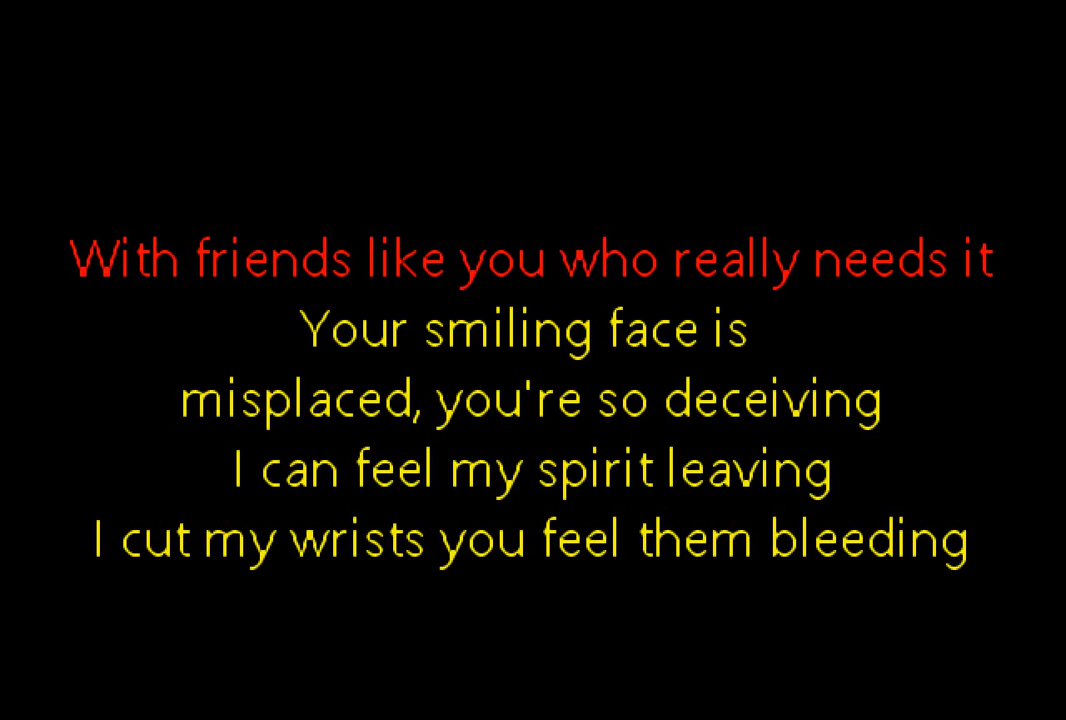 With friends like you who really needs it
Your smiling face is
misplaced, you're so deceiving
I can feel my spirit leaving
I cut my wrists you feel them bleeding